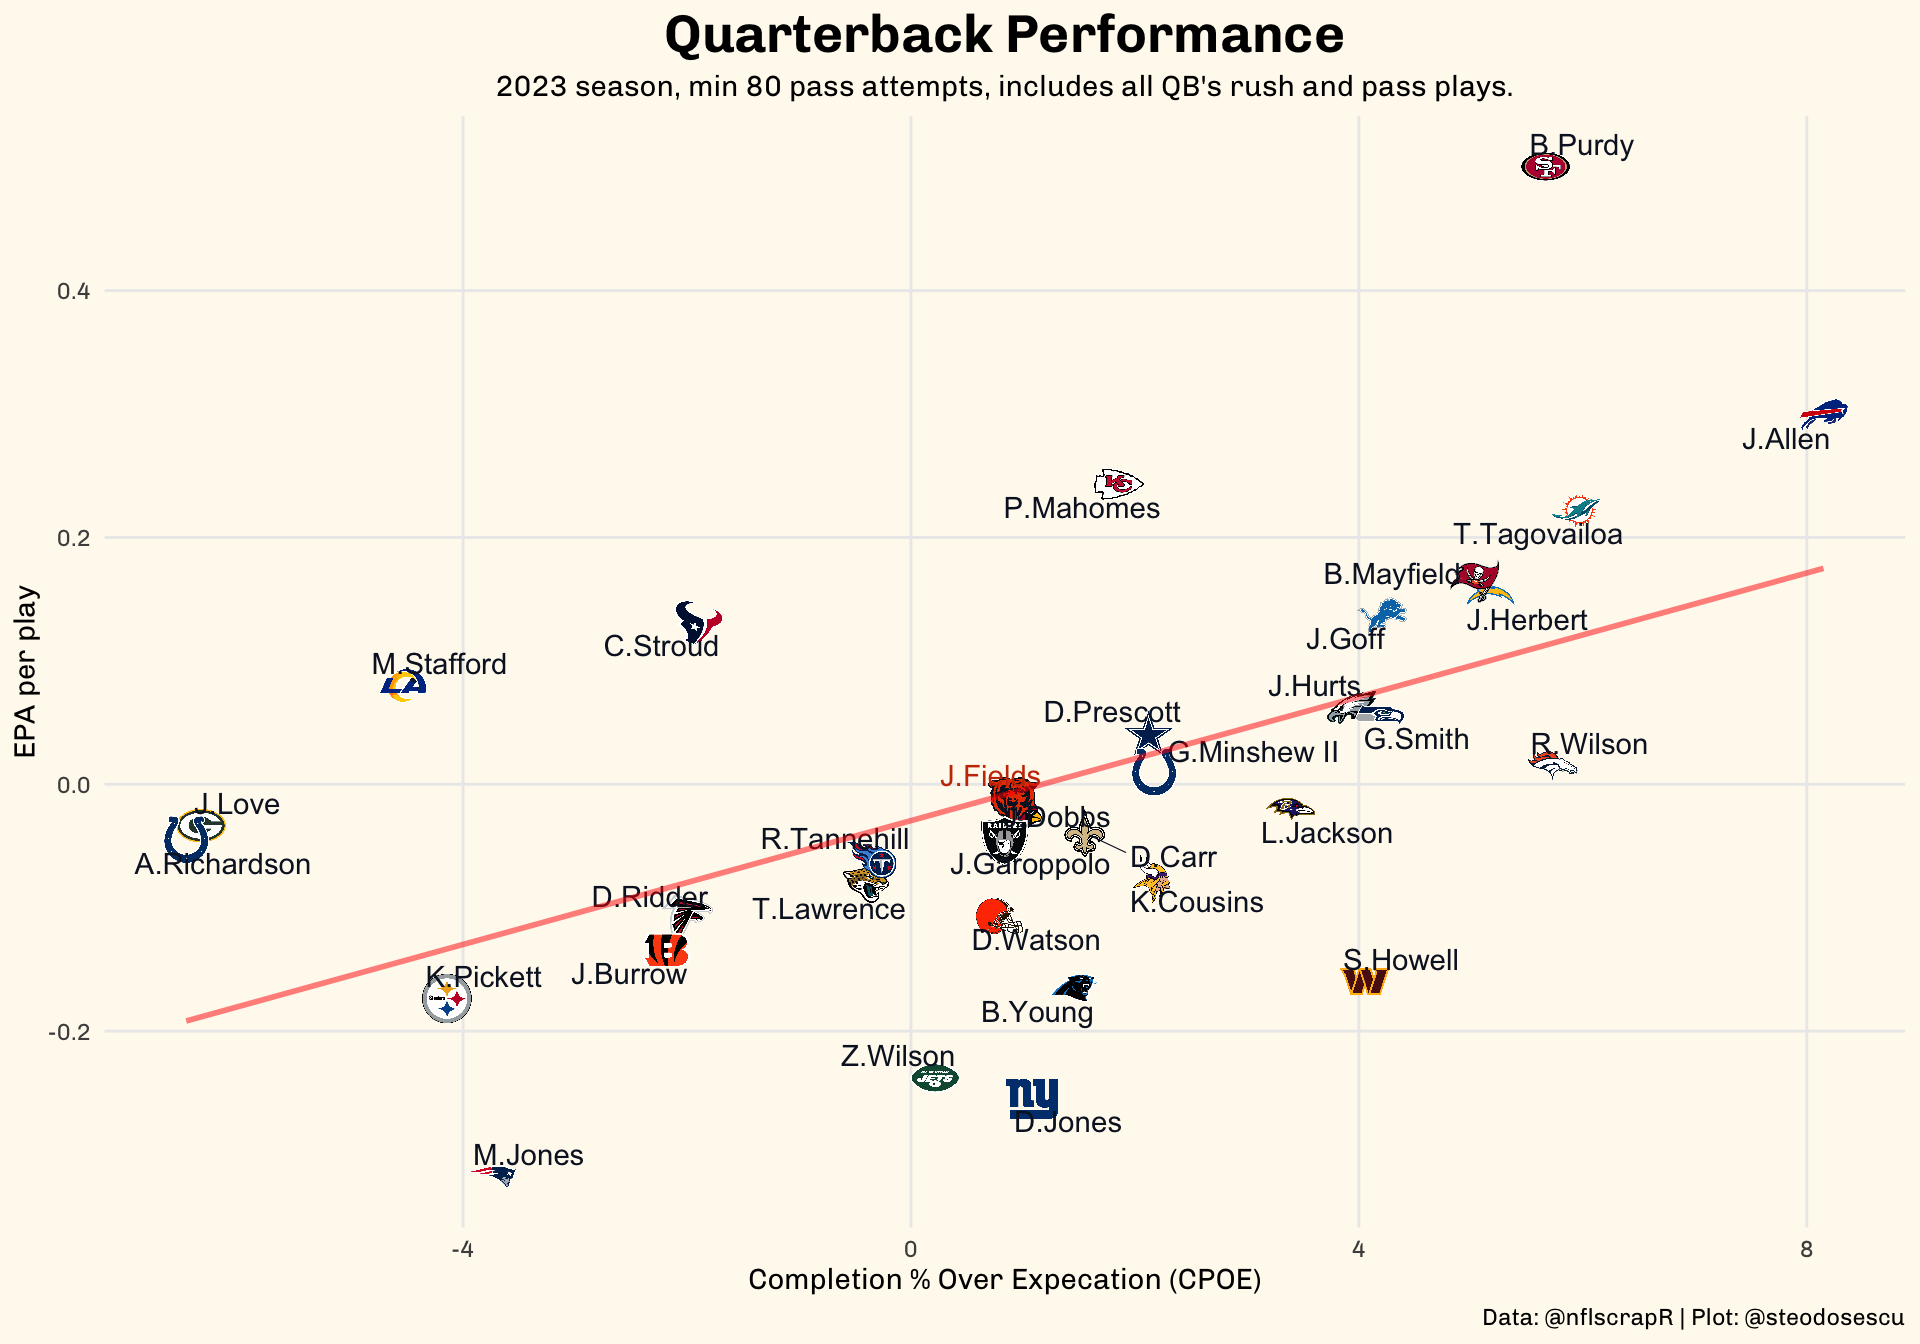 Quarterback Performance
2023 season, min 80 pass attempts, includes all QB's rush and pass plays.
B.Purdy
0.4
J.Allen
P.Mahomes
0.2
T.Tagovailoa
B.Mayfield
J.Herbert
C.Stroud
J.Goff
M.Stafford
J.Hurts
D.Prescott
G.Smith
G.Minshew II
R.Wilson
J.Fields
0.0
J.Love
Dobbs
L.Jackson
R.Tannehill
A.Richardson
J.Garoppolo
D.Carr
D.Ridder
T.Lawrence
K.Cousins
D.Watson
S.Howell
K.Pickett
J.Burrow
B.Young
-0.2
Z.Wilson
JETS
ny
D.Jones
M.Jones
EPA per play
-4
0
4
8
Completion % Over Expecation (CPOE)
Data: @nflscrapR | Plot: @steodosescu